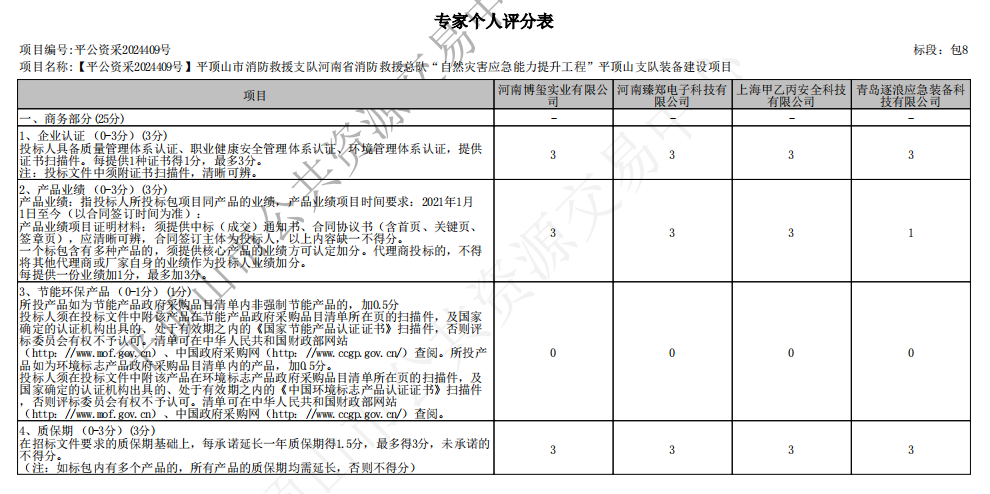 专家个人评分表
项目编号:平公资采2024409号
标段：包8
项目名称:【平公资采2024409号】平顶山市消防救援支队河南省消防救援总队“自然灾害应急能力提升工程”平顶山支队装备建设项目
项目
河南博玺实业有限公
司
河南臻郑电子科技有
限公司
上海甲乙丙安全科技
有限公司
青岛逐浪应急装备科
技有限公司
一、商务部分(25分)
-
-
-
-
1、企业认证 (0-3分)(3分)
投标人具备质量管理体系认证、职业健康安全管理体系认证、环境管理体系认证，提供
证书扫描件。每提供1种证书得1分，最多3分。
注：投标文件中须附证书扫描件，清晰可辨。
3
3
3
3
2、产品业绩 (0-3分)(3分)
产品业绩：指投标人所投标包项目同产品的业绩，产品业绩项目时间要求：2021年1月
1日至今（以合同签订时间为准）；
产品业绩项目证明材料：须提供中标（成交）通知书、合同协议书（含首页、关键页、
签章页），应清晰可辨，合同签订主体为投标人，以上内容缺一不得分。
一个标包含有多种产品的，须提供核心产品的业绩方可认定加分。代理商投标的，不得
将其他代理商或厂家自身的业绩作为投标人业绩加分。
每提供一份业绩加1分，最多加3分。
3
3
3
1
3、节能环保产品 (0-1分)(1分)
所投产品如为节能产品政府采购品目清单内非强制节能产品的，加0.5分
投标人须在投标文件中附该产品在节能产品政府采购品目清单所在页的扫描件，及国家
确定的认证机构出具的、处于有效期之内的《国家节能产品认证证书》扫描件，否则评
标委员会有权不予认可。清单可在中华人民共和国财政部网站
（http：//www.mof.gov.cn）、中国政府采购网（http：//www.ccgp.gov.cn/）查阅。所投产
品如为环境标志产品政府采购品目清单内的产品，加0.5分。
投标人须在投标文件中附该产品在环境标志产品政府采购品目清单所在页的扫描件，及
国家确定的认证机构出具的、处于有效期之内的《中国环境标志产品认证证书》扫描件
，否则评标委员会有权不予认可。清单可在中华人民共和国财政部网站
（http：//www.mof.gov.cn）、中国政府采购网（http：//www.ccgp.gov.cn/）查阅。
0
0
0
0
4、质保期 (0-3分)(3分)
在招标文件要求的质保期基础上，每承诺延长一年质保期得1.5分，最多得3分，未承诺的
不得分。
（注：如标包内有多个产品的，所有产品的质保期均需延长，否则不得分）
3
3
3
3